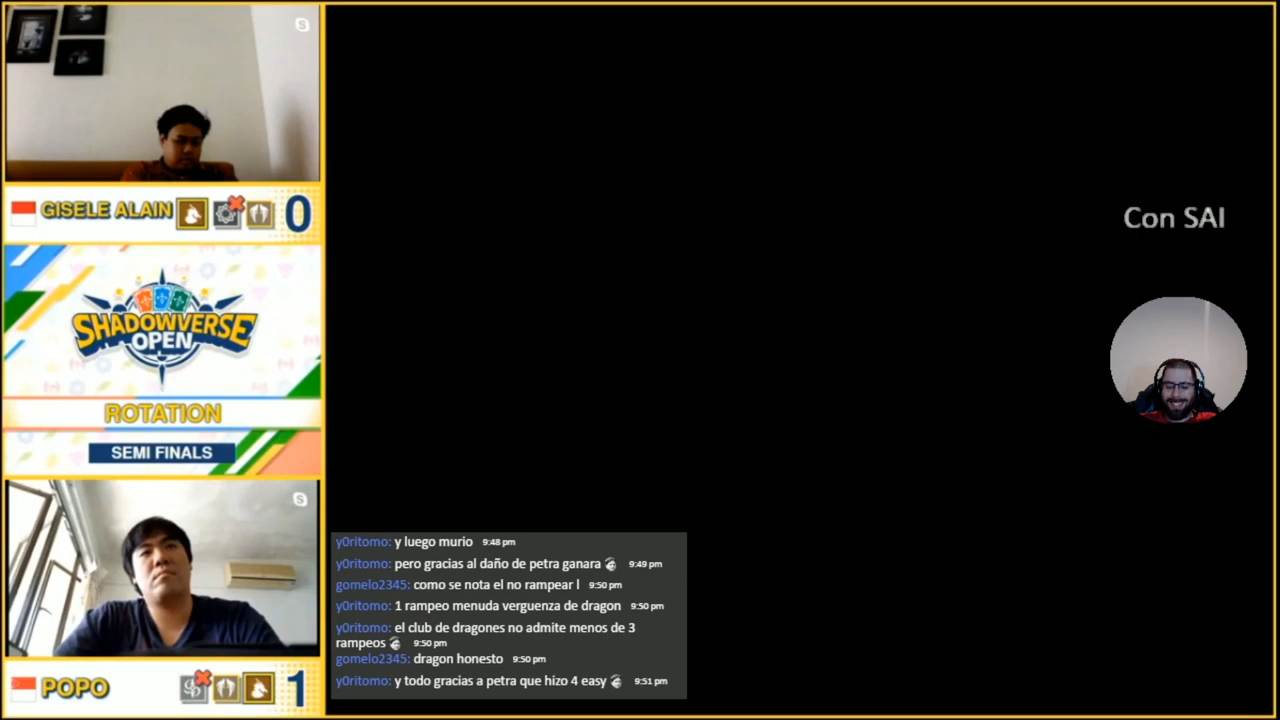 GISELE ALAIN
0
SHADOWVERSE
OPEN
ROTATION
SEMI FINALS
POPO
1
Con SAI
y0ritomo: y luego murio 9:48 pm
y0ritomo: pero gracias al daño de petra ganara 9:49 pm
gomelo2345: como se nota el no rampear l 9:50 pm
y0ritomo: 1 rampeo menuda verguenza de dragon 9:50 pm
y0ritomo: el club de dragones no admite menos de 3
rampeos 9:50 pm
gomelo2345: dragon honesto 9:50 pm
y0ritomo: y todo gracias a petra que hizo 4 easy 9:51 pm